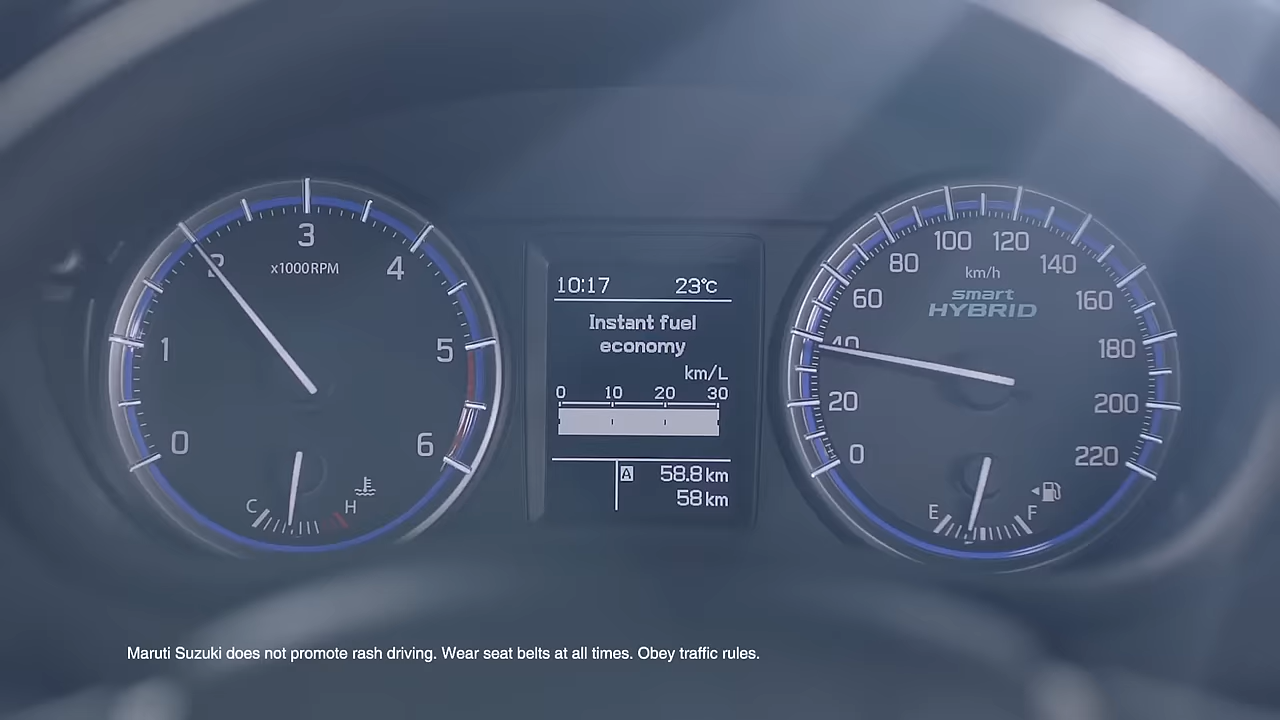 3
2
4
x1000RPM
1
5
0
6
C
H
10:17 23°C
Instant fuel
economy
km/L
0 10 20 30
A 58.8 km
58 km
100 120
80
km/h
140
smart
HYBRID
60
160
40
180
20
200
0
220
E
F
Maruti Suzuki does not promote rash driving. Wear seat belts at all times. Obey traffic rules.